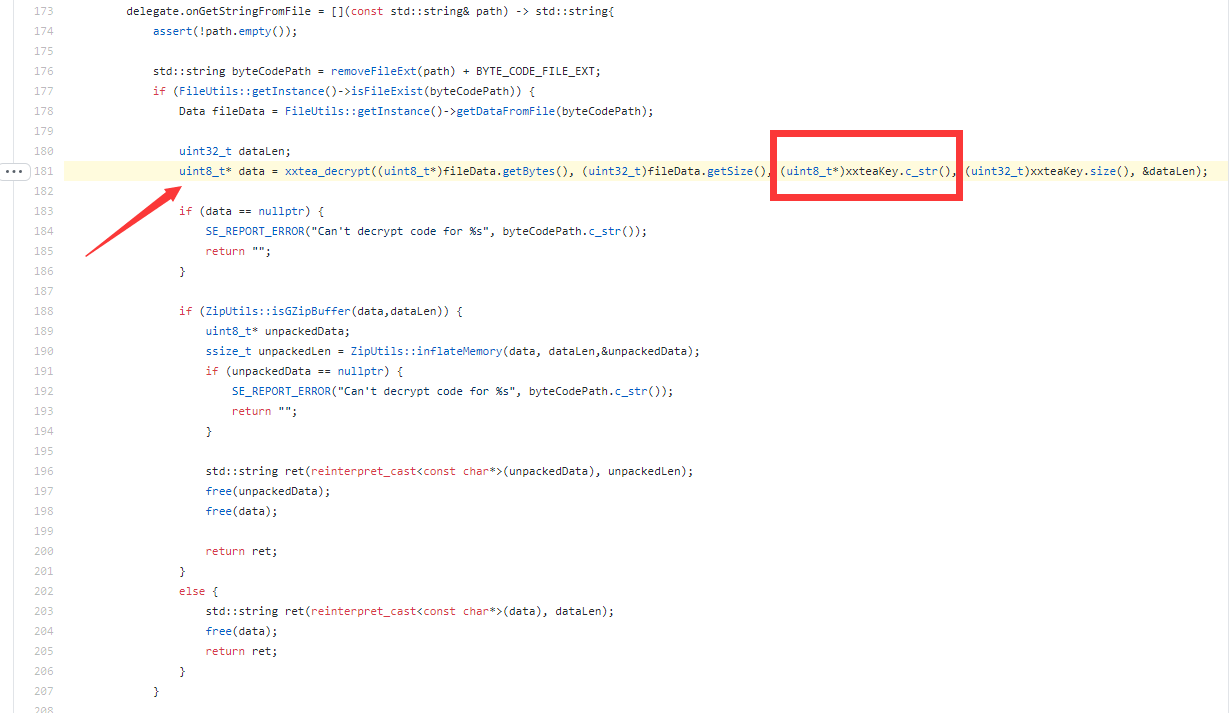 173 delegate.onGetStringFromFile = [](const std::string& path) -> std::string{
174 assert(!path.empty());
175
176 std::string byteCodePath = removeFileExt(path) + BYTE_CODE_FILE_EXT;
177 if (FileUtils::getInstance()->isFileExist(byteCodePath)) {
178 Data fileData = FileUtils::getInstance()->getDataFromFile(byteCodePath);
179
180 uint32_t dataLen;
... 181 uint8_t* data = xxtea_decrypt((uint8_t*)fileData.getBytes(), (uint32_t)fileData.getSize(), (uint8_t*)xxteaKey.c_str(), (uint32_t)xxteaKey.size(), &dataLen);
182
183 if (data == nullptr) {
184 SE_REPORT_ERROR("Can't decrypt code for %s", byteCodePath.c_str());
185 return "";
186 }
187
188 if (ZipUtils::isGZipBuffer(data,dataLen)) {
189 uint8_t* unpackedData;
190 ssize_t unpackedLen = ZipUtils::inflateMemory(data, dataLen,&unpackedData);
191 if (unpackedData == nullptr) {
192 SE_REPORT_ERROR("Can't decrypt code for %s", byteCodePath.c_str());
193 return "";
194 }
195
196 std::string ret(reinterpret_cast<const char*>(unpackedData), unpackedLen);
197 free(unpackedData);
198 free(data);
199
200 return ret;
201 }
202 else {
203 std::string ret(reinterpret_cast<const char*>(data), dataLen);
204 free(data);
205 return ret;
206 }
207 }
208